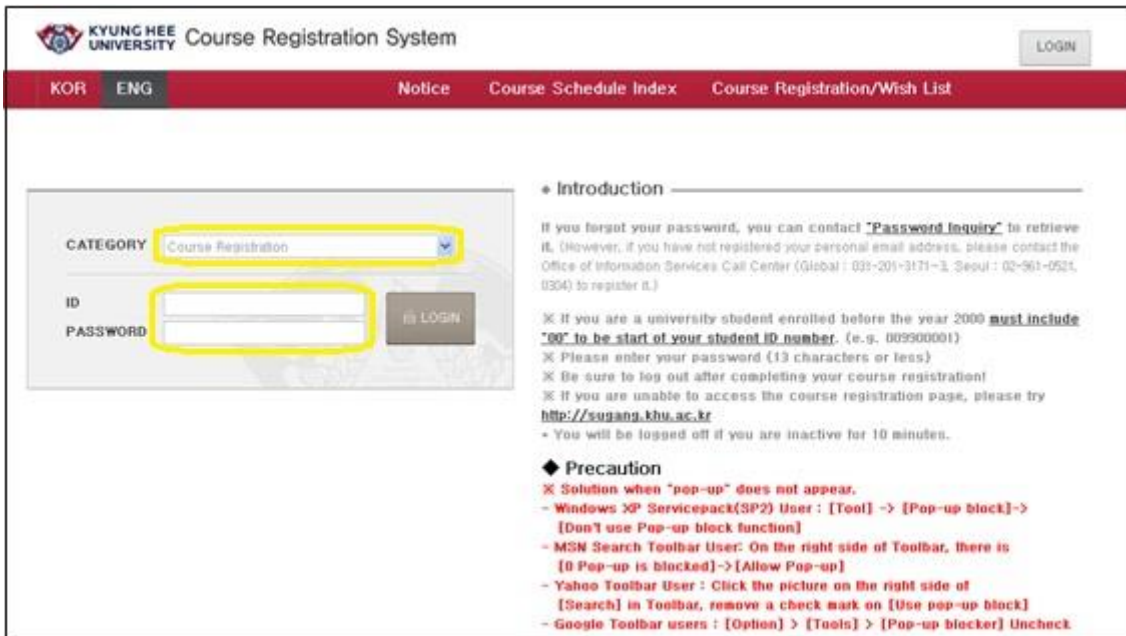 KYUNG HEE
UNIVERSITY
Course Registration System
LOGIN
KOR ENG Notice Course Schedule Index Course Registration/Wish List
CATEGORY Course Registration
ID
PASSWORD
LOGIN
Introduction
If you forgot your password, you can contact "Password Inquiry" to retrieve
it. (However, if you have not registered your personal email address, please contact the
Office of Information Services Call Center (Global : 031-201-3171~3, Seoul : 02-961-0521,
0304) to register it.)
※ If you are a university student enrolled before the year 2000 must include
"00" to be start of your student ID number. (e.g. 009900001)
※ Please enter your password (13 characters or less)
※ Be sure to log out after completing your course registration!
※ If you are unable to access the course registration page, please try
http://sugang.khu.ac.kr
- You will be logged off if you are inactive for 10 minutes.
◆ Precaution
※ Solution when "pop-up" does not appear.
- Windows XP Servicepack(SP2) User : [Tool] -> [Pop-up block]->
[Don't use Pop-up block function]
- MSN Search Toolbar User: On the right side of Toolbar, there is
[0 Pop-up is blocked]->[Allow Pop-up]
- Yahoo Toolbar User : Click the picture on the right side of
[Search] in Toolbar, remove a check mark on [Use pop-up block]
- Google Toolbar users : [Option] > [Tools] > [Pop-up blocker] Uncheck